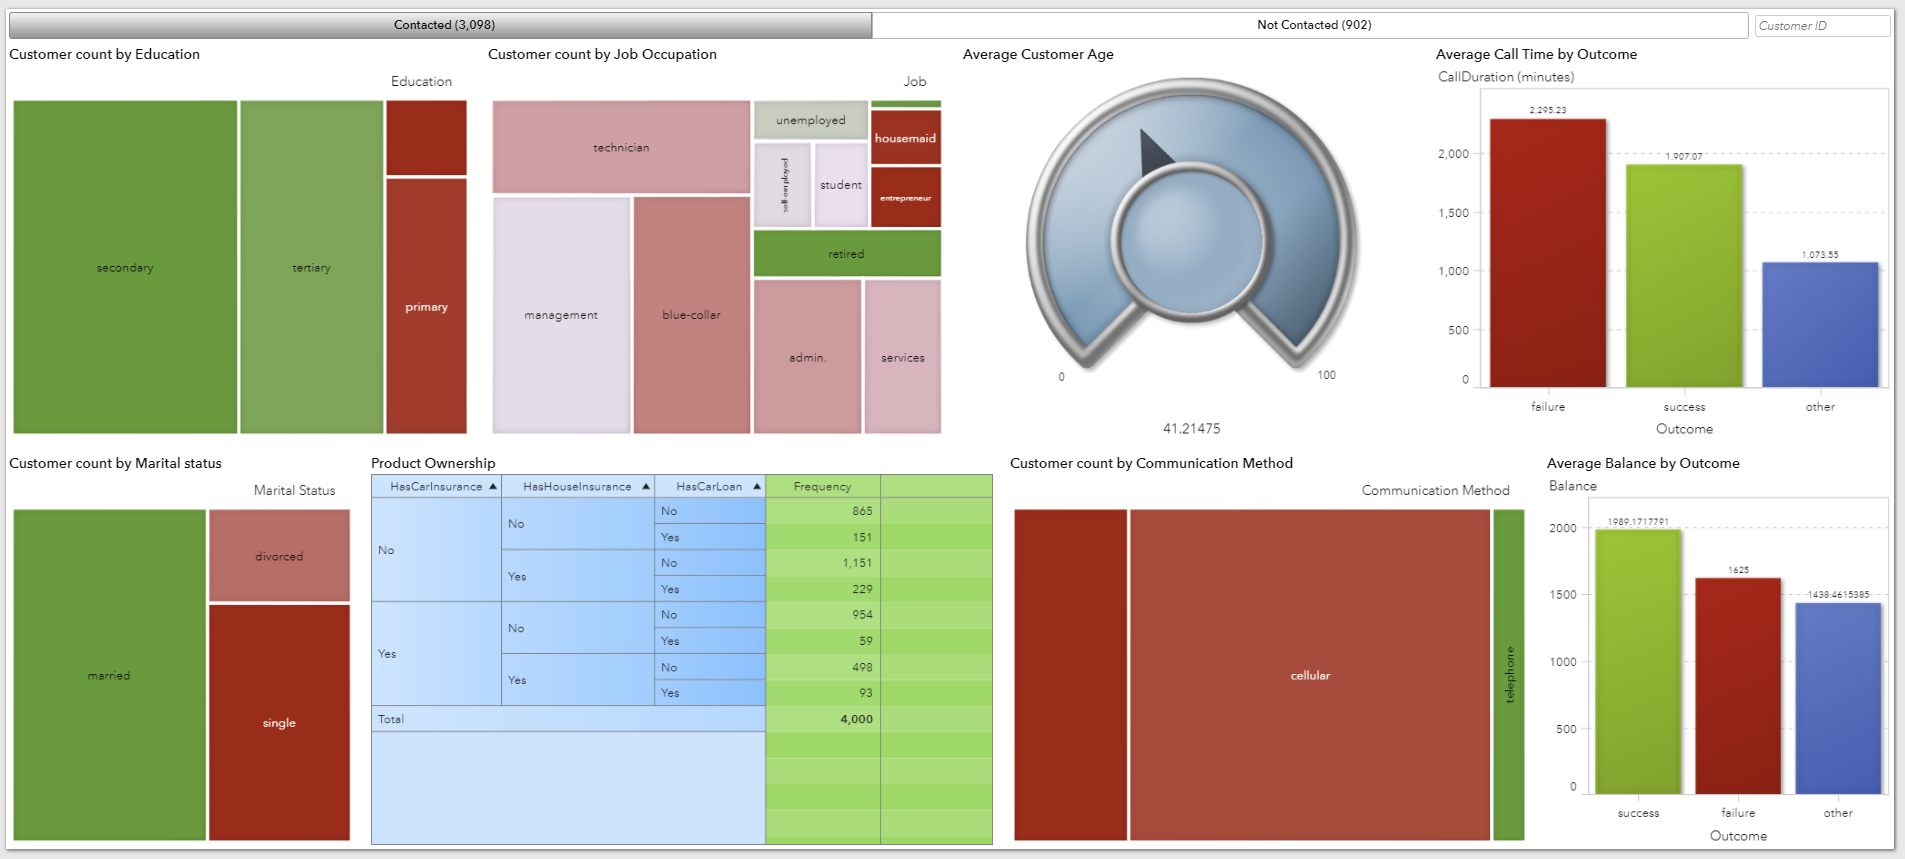 Contacted (3,098)
Not Contacted (902)
Customer ID
Customer count by Education
Education
secondary
tertiary
primary
Customer count by Job Occupation
Job
technician
management
blue-collar
unemployed
self-employed
student
housemaid
entrepreneur
retired
admin.
services
Average Customer Age
0
100
41.21475
Average Call Time by Outcome
CallDuration (minutes)
2,295.23
1,907.07
1,073.55
2,000
1,500
1,000
500
0
failure success other
Outcome
Customer count by Marital status
Marital Status
married
divorced
single
Product Ownership
HasCarInsurance ▲ HasHouseInsurance ▲ HasCarLoan ▲ Frequency
No No No 865
Yes 151
Yes No 1,151
Yes 229
Yes No No 954
Yes 59
Yes No 498
Yes 93
Total 4,000
Customer count by Communication Method
Communication Method
cellular
telephone
Average Balance by Outcome
Balance
1989.1717791
1625
1438.4615385
2000
1500
1000
500
0
success failure other
Outcome